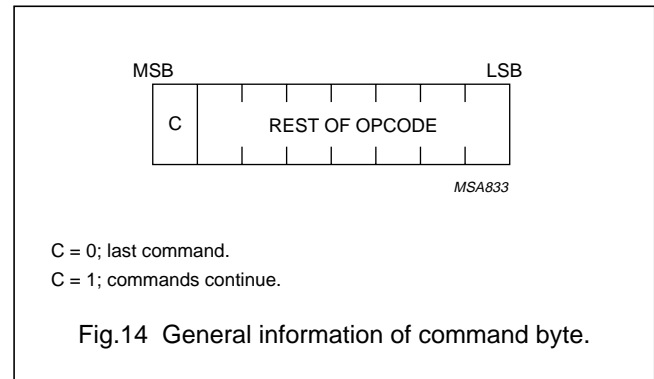 MSB LSB
C REST OF OPCODE
MSA833
C = 0; last command.
C = 1; commands continue.
Fig.14 General information of command byte.